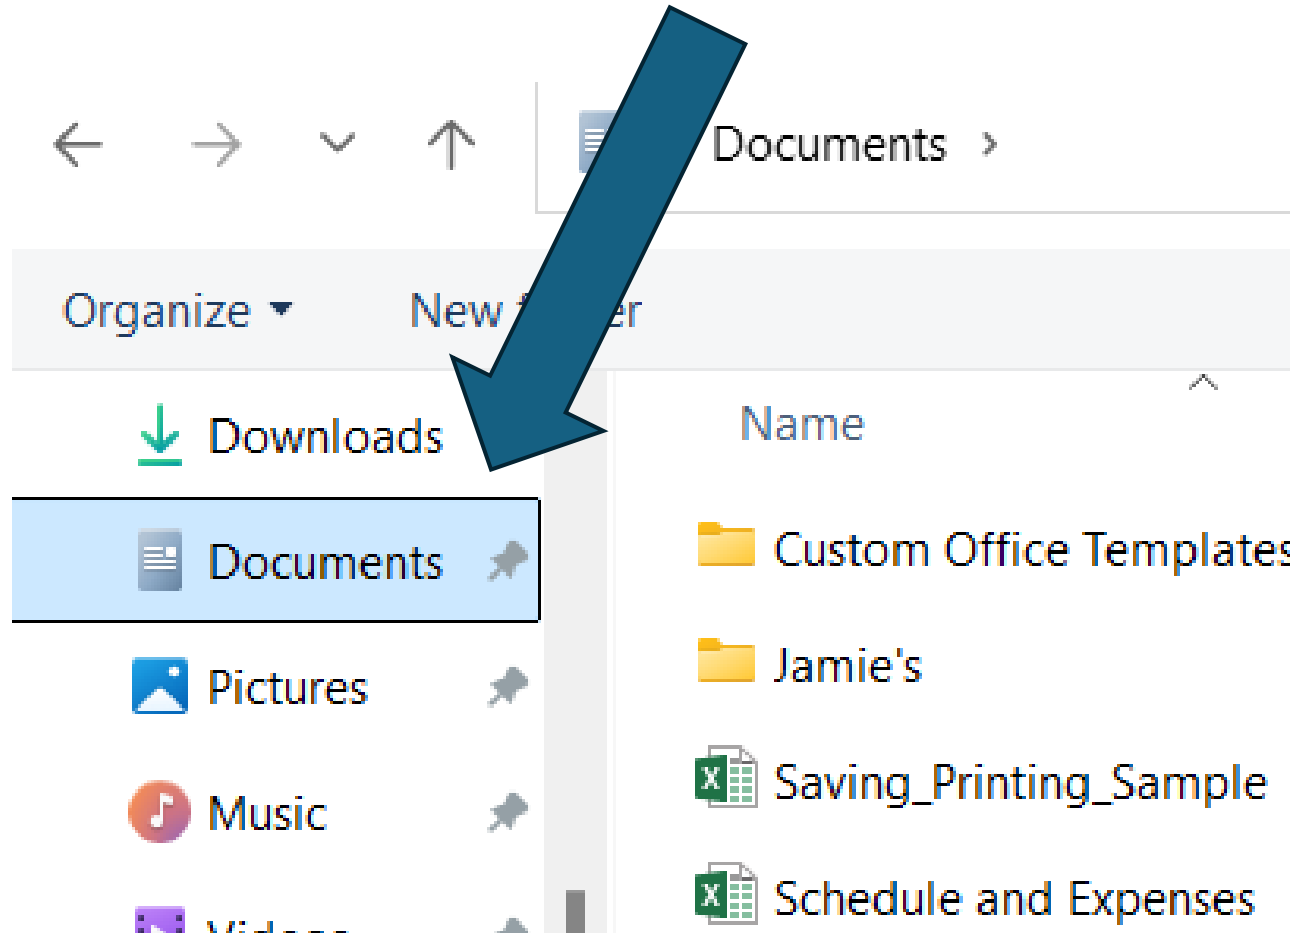 Documents
Organize New
Downloads
Name
Documents
Custom Office Templates
Pictures
Jamie's
Music
Saving_Printing_Sample
Schedule and Expenses